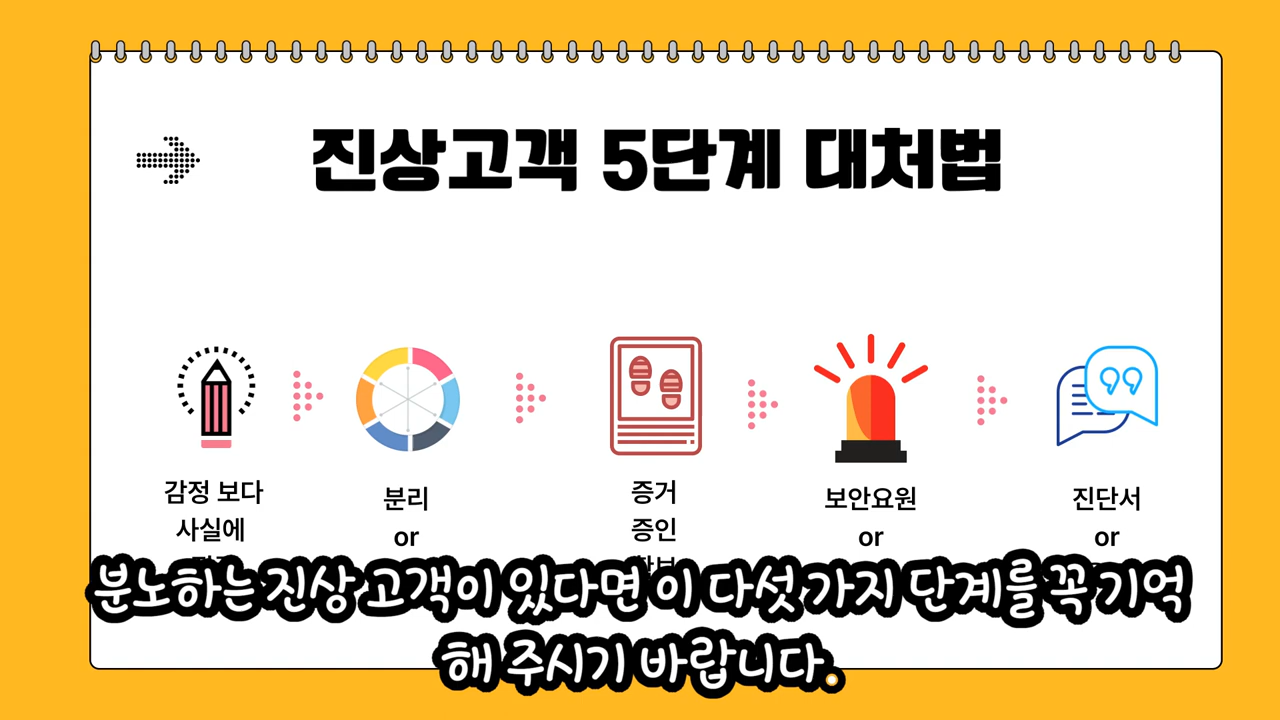 진상고객 5단계 대처법
감정 보다
사실에
분리
or
증거
증인
보안요원
or
진단서
or
분노하는 진상 고객이 있다면 이 다섯 가지 단계를 꼭 기억
해 주시기 바랍니다.